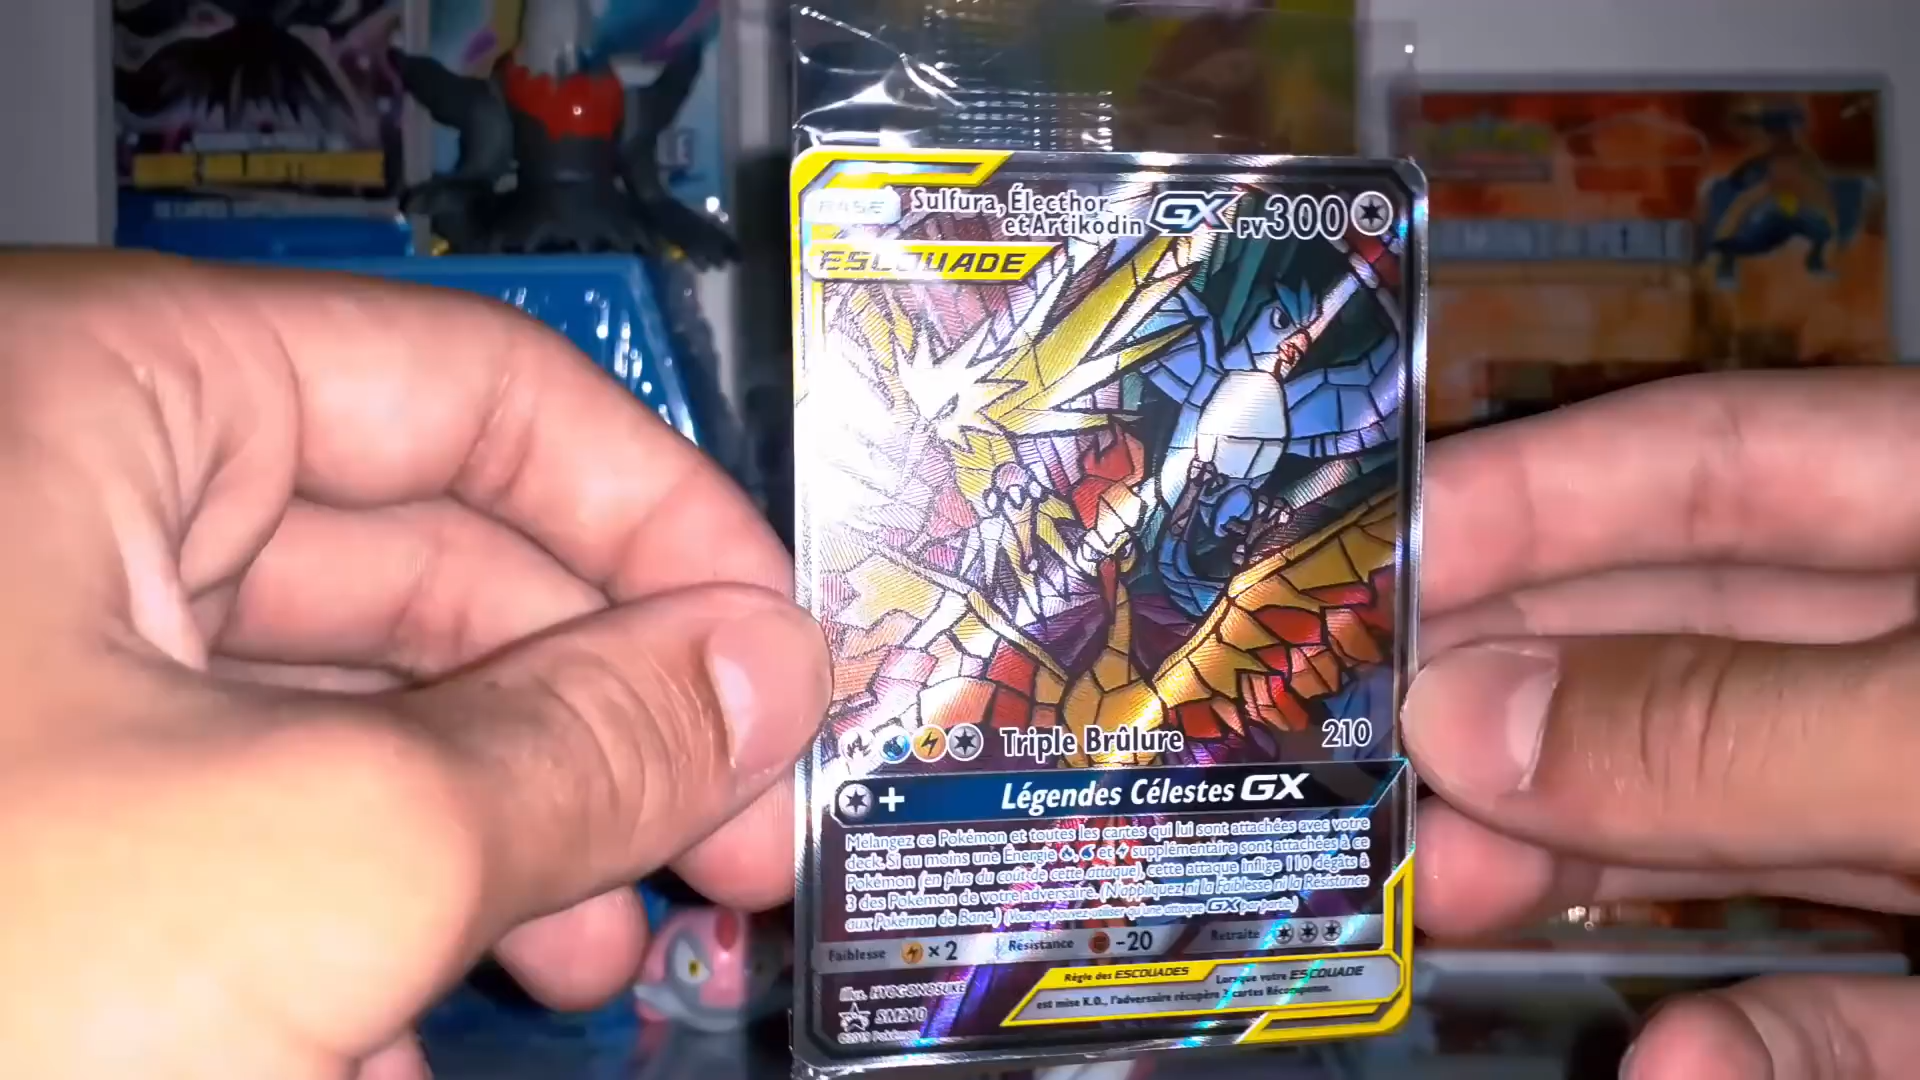 BASE
Sulfura, Électhor
et Artikodin GX PV 300
ESCOUADE
Triple Brûlure 210
+ Légendes Célestes GX
Mélangez ce Pokémon et toutes les cartes qui lui sont attachées avec votre
deck. Si au moins une Énergie , et supplémentaire sont attachées à ce
Pokémon (en plus du coût de cette attaque), cette attaque inflige 110 dégâts à
3 des Pokémon de votre adversaire. (N'appliquez ni la Faiblesse ni la Résistance
aux Pokémon de Banc.) (Vous ne pouvez utiliser qu'une attaque GX par partie.)
Faiblesse × 2 Résistance -20 Retraite
Règle des ESCOUADES Lorsque votre ESCOUADE
est mise K.O., l'adversaire récupère 3 cartes Récompense.
Illus. HYOGONOSUKE
SM210
©2019 Pokémon